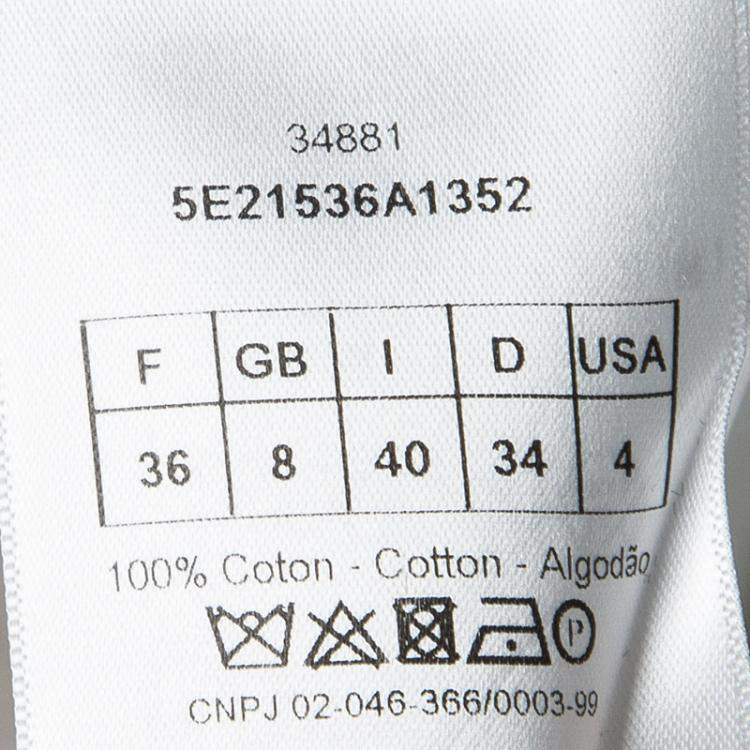 34881
5E21536A1352
F GB I D USA
36 8 40 34 4
100% Coton - Cotton - Algodão
P
CNPJ 02-046-366/0003-99